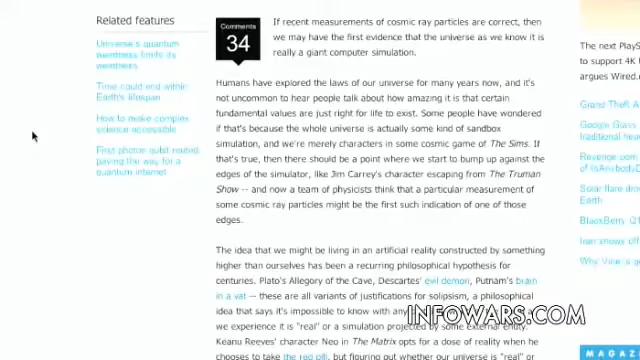 Related features
Universe's quantum
weirdness limits its
weirdness
Time could end within
Earth's lifespan
How to make complex
science accessible
First photon qubit routed,
paving the way for a
quantum internet
Comments
34
If recent measurements of cosmic ray particles are correct, then
we may have the first evidence that the universe as we know it is
really a giant computer simulation.
Humans have explored the laws of our universe for many years now, and it's
not uncommon to hear people talk about how amazing it is that certain
fundamental values are just right for life to exist. Some people have wondered
if that's because the whole universe is actually some kind of sandbox
simulation, and we're merely characters in some cosmic game of The Sims. If
that's true, then there should be a point where we start to bump up against the
edges of the simulator, like Jim Carrey's character escaping from The Truman
Show -- and now a team of physicists think that a particular measurement of
some cosmic ray particles might be the first such indication of one of those
edges.
The idea that we might be living in an artificial reality constructed by something
higher than ourselves has been a recurring philosophical hypothesis for
centuries. Plato's Allegory of the Cave, Descartes' evil demon, Putnam's brain
in a vat -- these are all variants of justifications for solipsism, a philosophical
idea that says it's impossible to know with any
we experience it is "real" or a simulation projected by some external entity.
Keanu Reeves' character Neo in The Matrix opts for a dose of reality when he
chooses to take the red pill, but figuring out whether our universe is "real"
The next PlayS
to support 4K
argues Wired.
Grand Theft A
Google Glass
traditional hea
Revenge porn
of IsAnybodyD
Solar flare dro
Earth
BlackBerry Q1
Iran shows off
Why Vine's g
INFOWARS.COM
MAGAZ